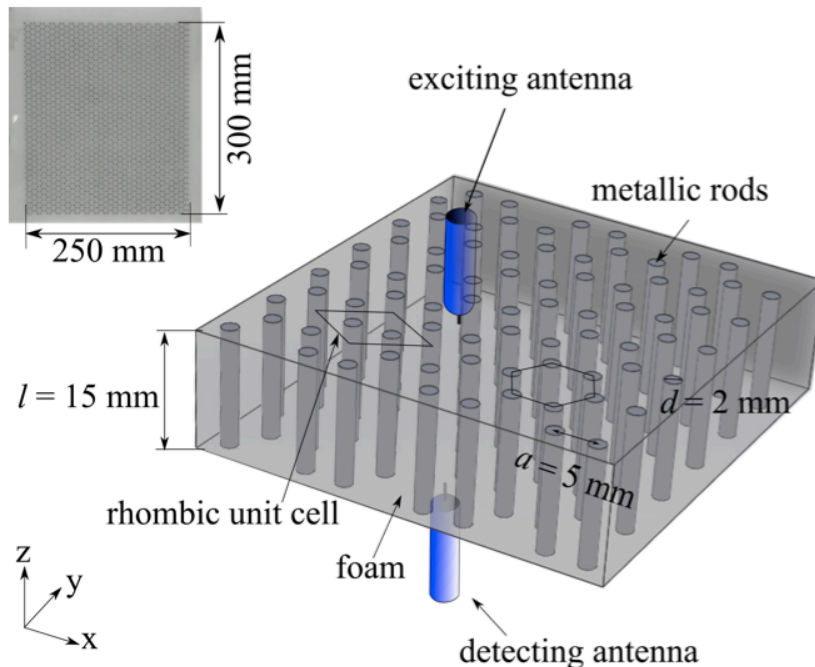 300 mm
250 mm
exciting antenna
metallic rods
l = 15 mm
d = 2 mm
a = 5 mm
rhombic unit cell
foam
z
y
x
detecting antenna